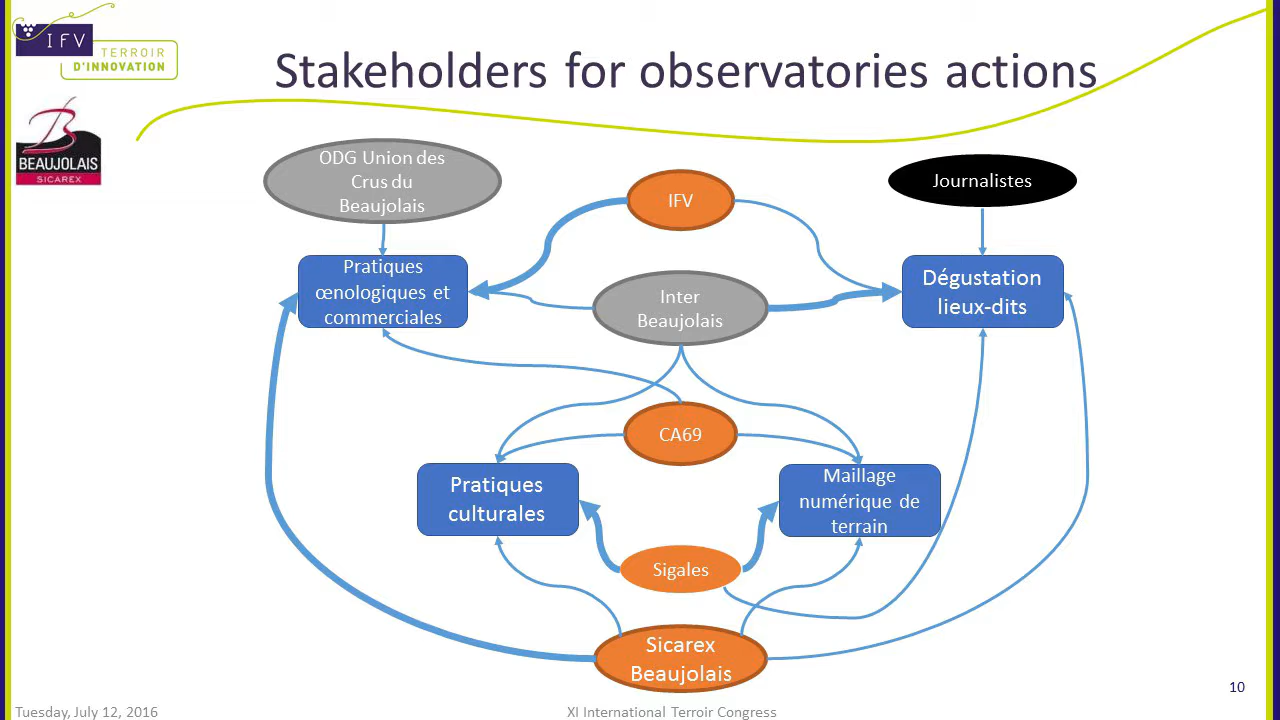 IFV
TERROIR
D'INNOVATION
Stakeholders for observatories actions
BEAUJOLAIS
SICAREX
ODG Union des
Crus du
Beaujolais
IFV
Journalistes
Pratiques
œnologiques et
commerciales
Inter
Beaujolais
Dégustation
lieux-dits
CA69
Pratiques
culturales
Maillage
numérique de
terrain
Sigales
Sicarex
Beaujolais
10
Tuesday, July 12, 2016
XI International Terroir Congress